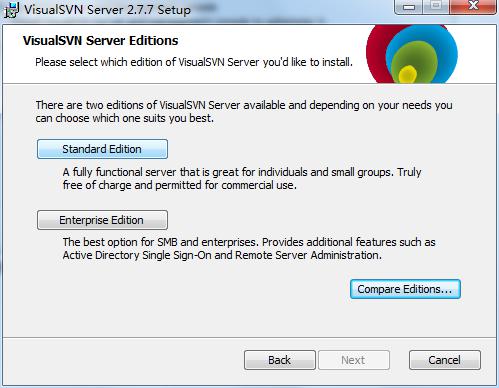 VisualSVN Server 2.7.7 Setup
VisualSVN Server Editions
Please select which edition of VisualSVN Server you'd like to install.
There are two editions of VisualSVN Server available and depending on your needs you
can choose which one suits you best.
Standard Edition
A fully functional server that is great for individuals and small groups. Truly
free of charge and permitted for commercial use.
Enterprise Edition
The best option for SMB and enterprises. Provides additional features such as
Active Directory Single Sign-On and Remote Server Administration.
Compare Editions...
Back
Next
Cancel